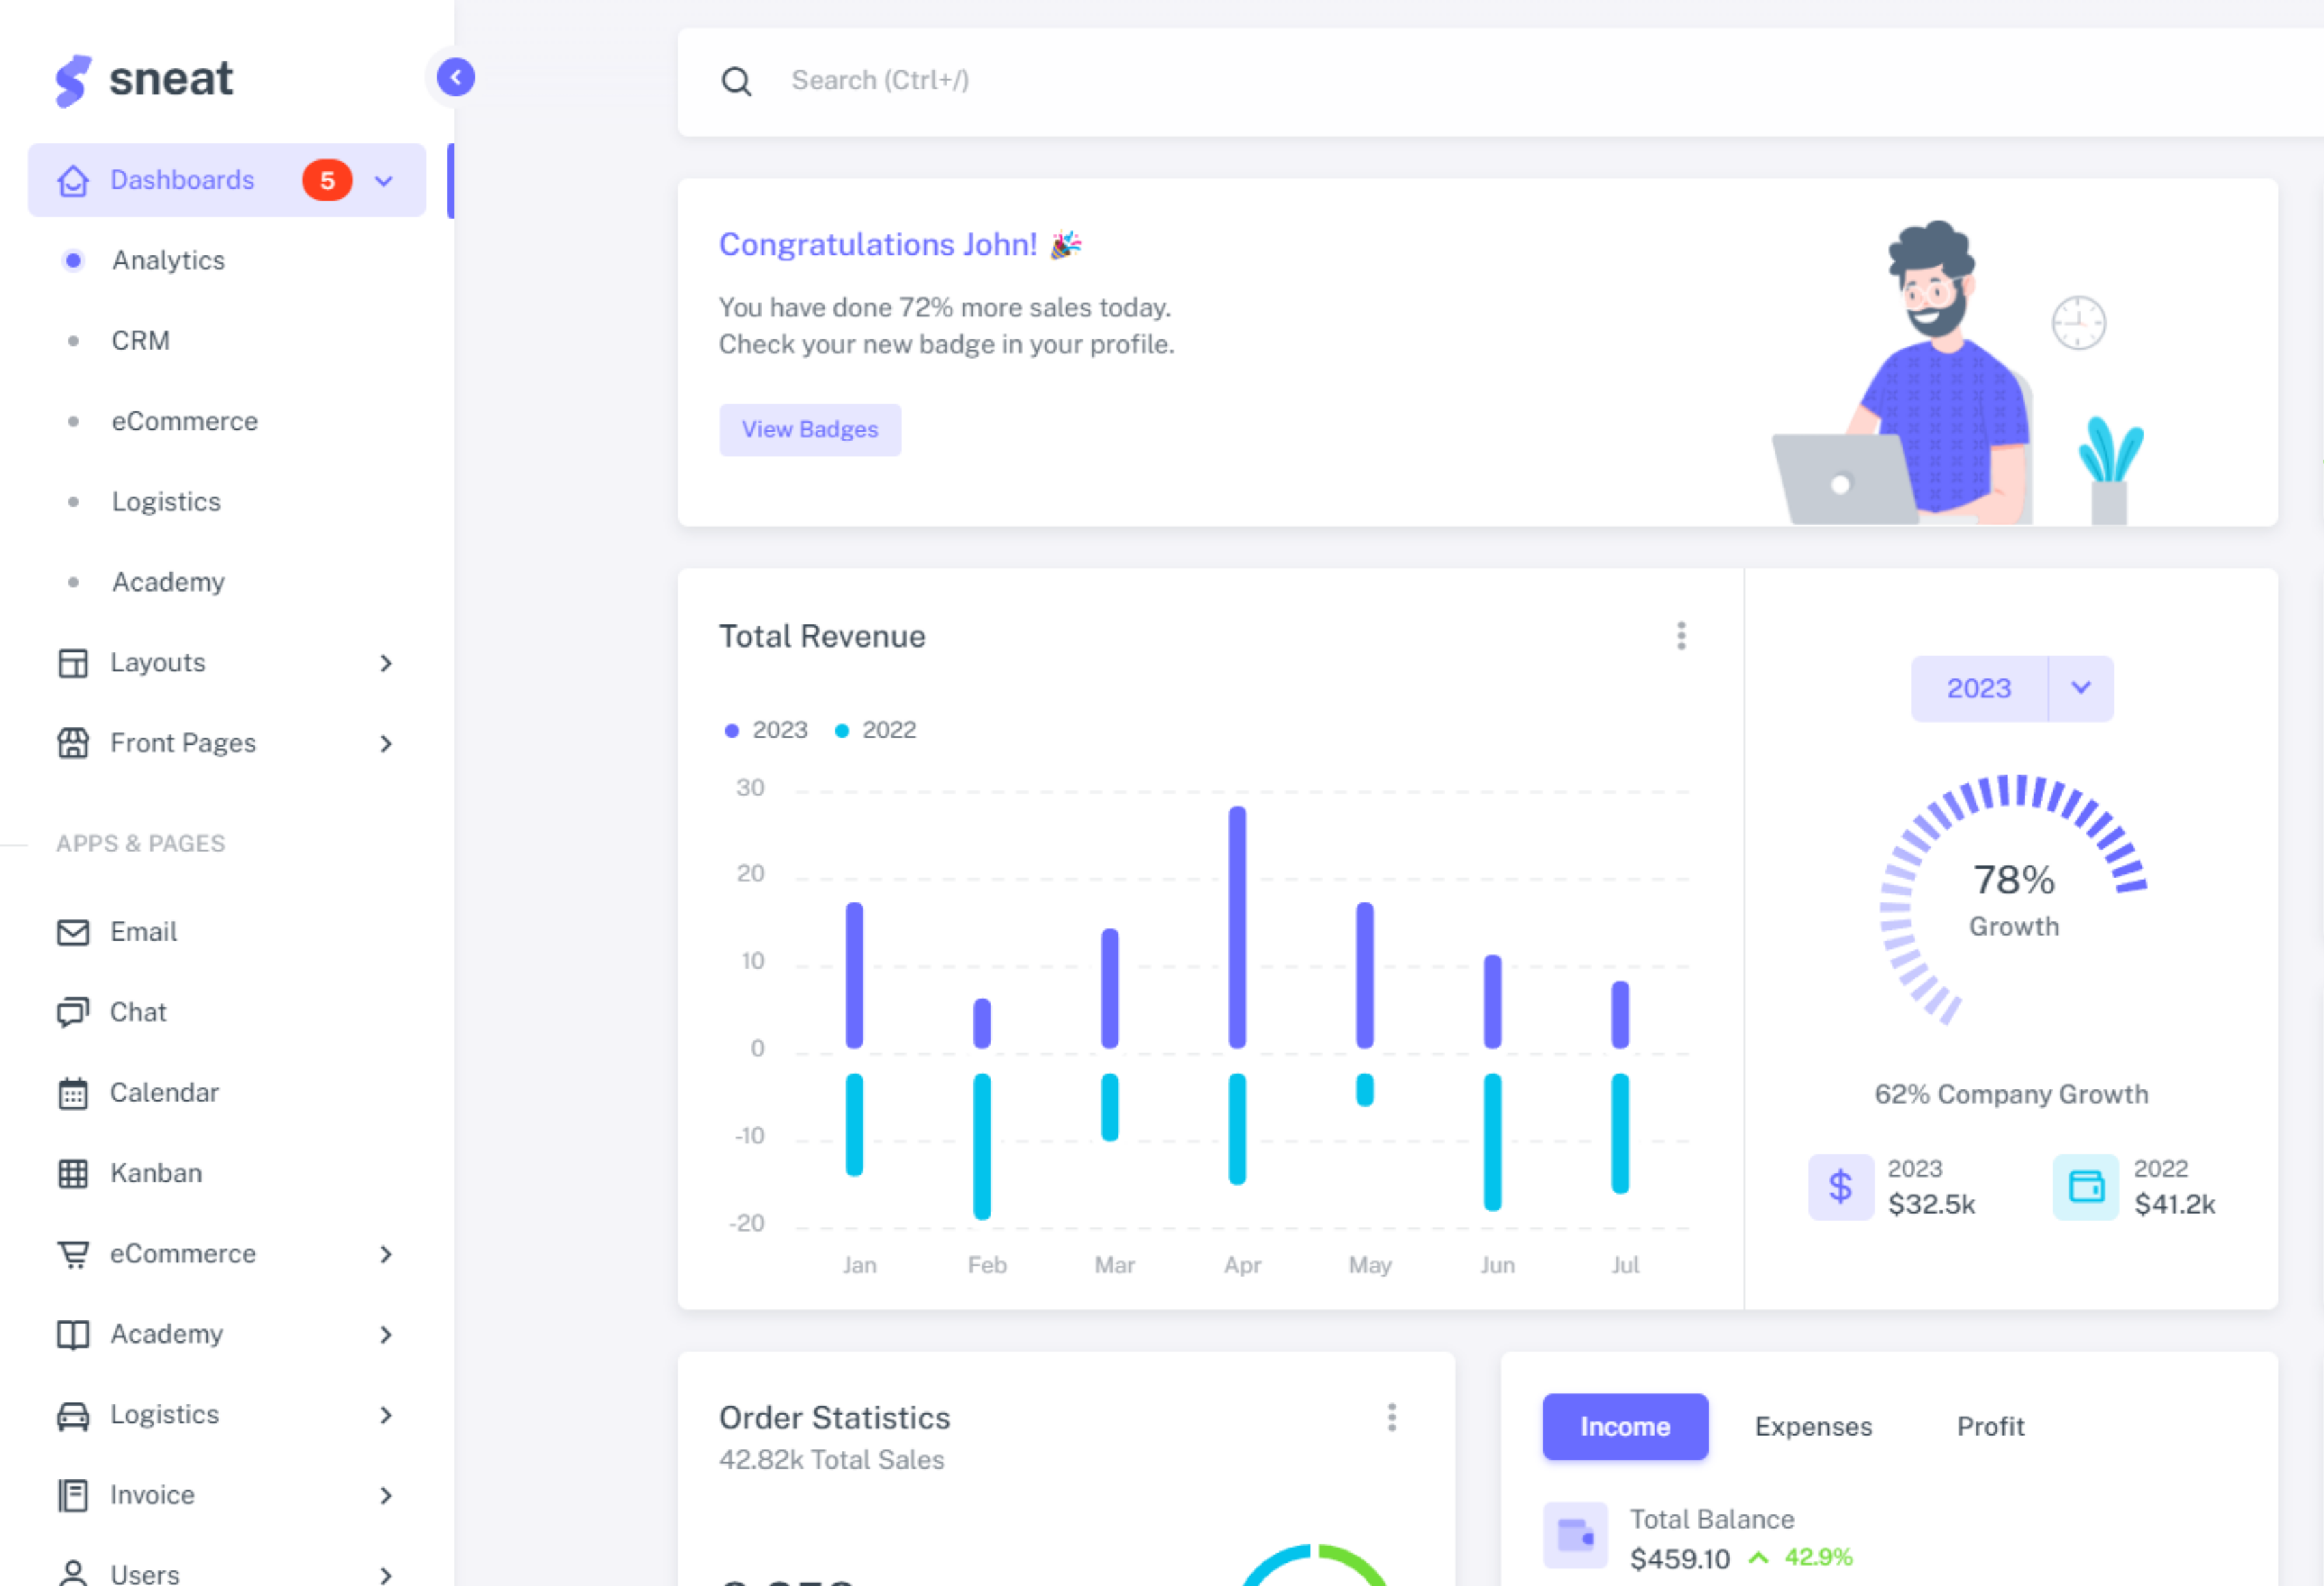 sneat
Dashboards 5
Analytics
CRM
eCommerce
Logistics
Academy
Layouts
Front Pages
APPS & PAGES
Email
Chat
Calendar
Kanban
eCommerce
Academy
Logistics
Invoice
Users
Search (Ctrl+/)
Congratulations John! 🎉
You have done 72% more sales today.
Check your new badge in your profile.
View Badges
Total Revenue
2023 2022
30
20
10
0
-10
-20
Jan Feb Mar Apr May Jun Jul
2023
78%
Growth
62% Company Growth
$ 2023
$32.5k
2022
$41.2k
Order Statistics
42.82k Total Sales
Income Expenses Profit
Total Balance
$459.10 42.9%